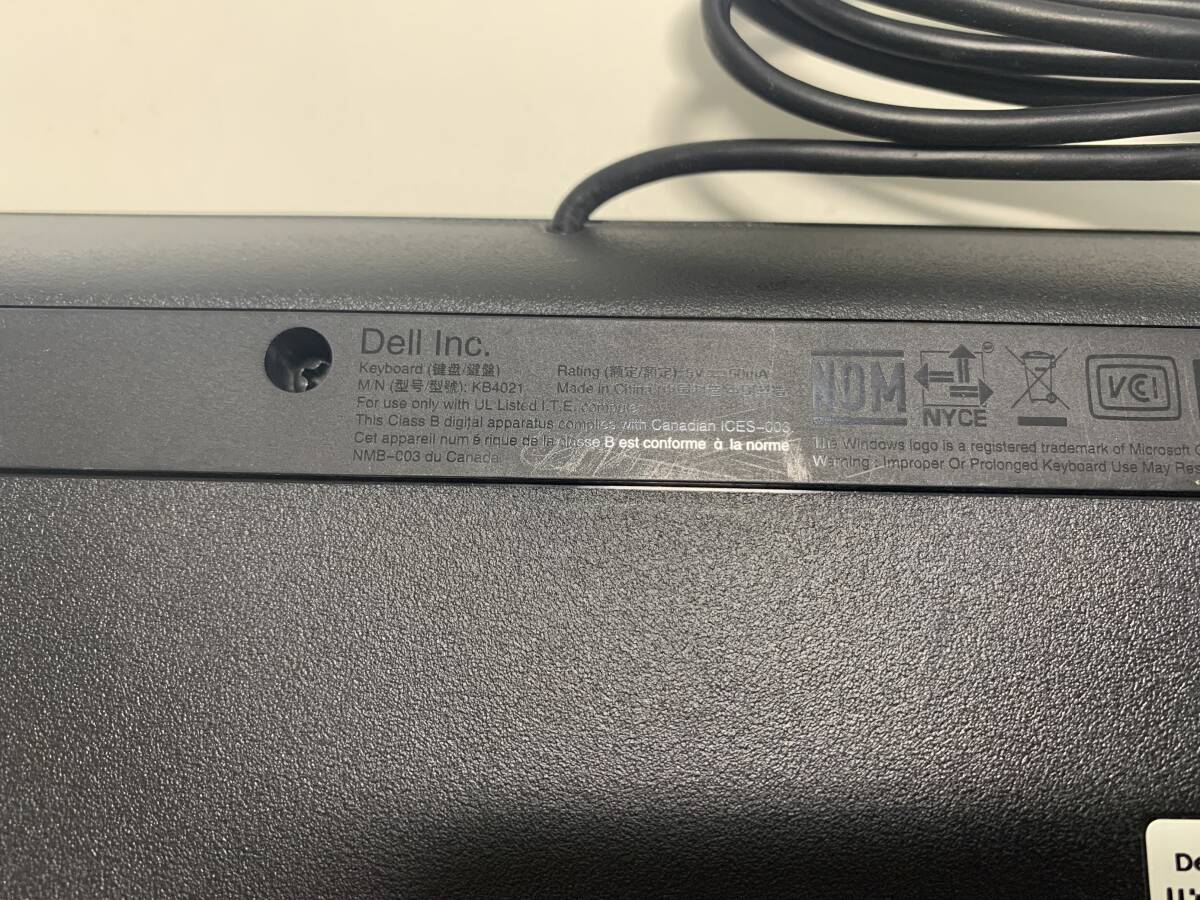 Dell Inc.
Keyboard (键盘/鍵盤)
M/N (型号/型號): KB4021
For use only with UL Listed I.T.E. computer
This Class B digital apparatus complies with Canadian ICES-003
Cet appareil num é rique de la classe B est conforme à la norme
NMB-003 du Canada
Rating (额定/額定): 5V
Made in China
NOM
NYCE
VCI
The Windows logo is a registered trademark of Microsoft
Warning : Improper Or Prolonged Keyboard Use May